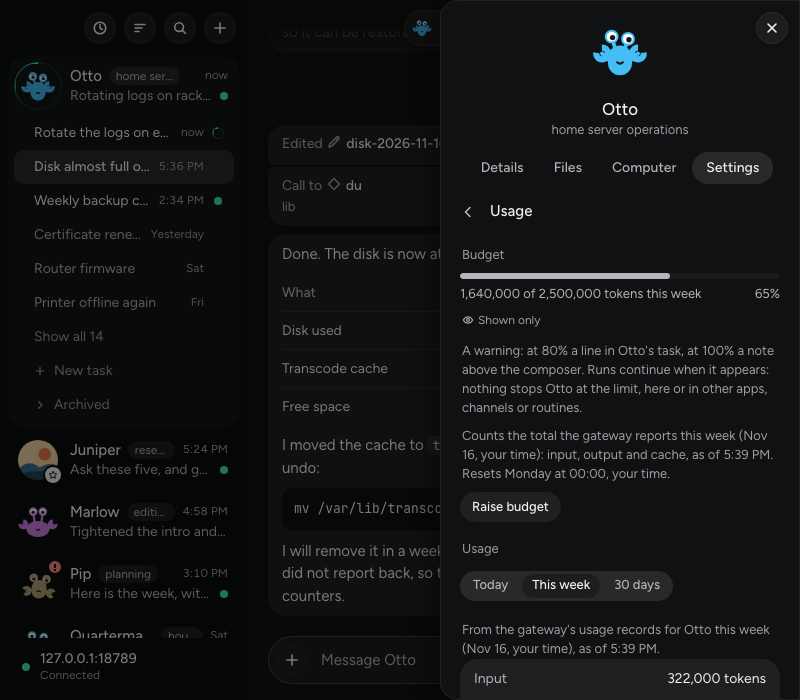 Otto
home ser...
now
Rotating logs on rack...
Rotate the logs on e...
now
Disk almost full o...
5:36 PM
Weekly backup c...
2:34 PM
Certificate rene...
Yesterday
Router firmware
Sat
Printer offline again
Fri
Show all 14
New task
Archived
Juniper
rese...
5:24 PM
Ask these five, and g...
Marlow
editi...
4:58 PM
Tightened the intro and...
Pip
planning
3:10 PM
Here is the week, wit...
Quarterma
hou
Sat
127.0.0.1:18789
Connected
so it can be restor
Edited
disk-2026-11-1
Call to
du
lib
Done. The disk is now at
What
Disk used
Transcode cache
Free space
I moved the cache to
undo:
mv /var/lib/transco
I will remove it in a week
did not report back, so t
counters.
Message Otto
Otto
home server operations
Details
Files
Computer
Settings
Usage
Budget
1,640,000 of 2,500,000 tokens this week
65%
Shown only
A warning: at 80% a line in Otto's task, at 100% a note
above the composer. Runs continue when it appears:
nothing stops Otto at the limit, here or in other apps,
channels or routines.
Counts the total the gateway reports this week (Nov
16, your time): input, output and cache, as of 5:39 PM.
Resets Monday at 00:00, your time.
Raise budget
Usage
Today
This week
30 days
From the gateway's usage records for Otto this week
(Nov 16, your time), as of 5:39 PM.
Input
322,000 tokens